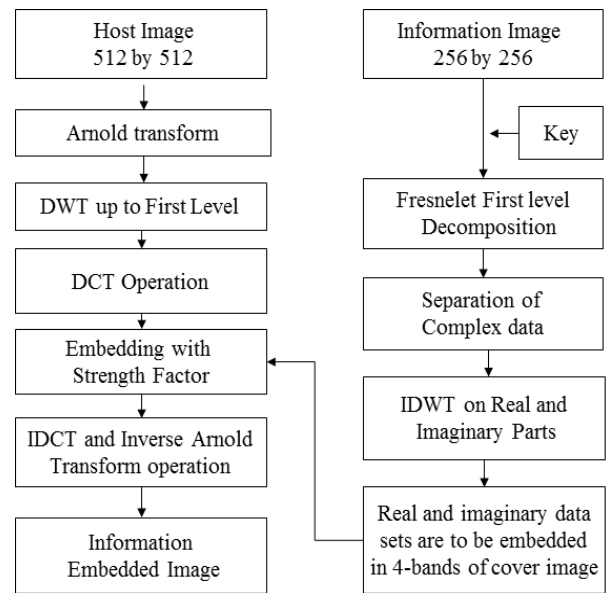 Host Image
512 by 512
Arnold transform
DWT up to First Level
DCT Operation
Embedding with
Strength Factor
IDCT and Inverse Arnold
Transform operation
Information
Embedded Image
Information Image
256 by 256
Key
Fresnelet First level
Decomposition
Separation of
Complex data
IDWT on Real and
Imaginary Parts
Real and imaginary data
sets are to be embedded
in 4-bands of cover image